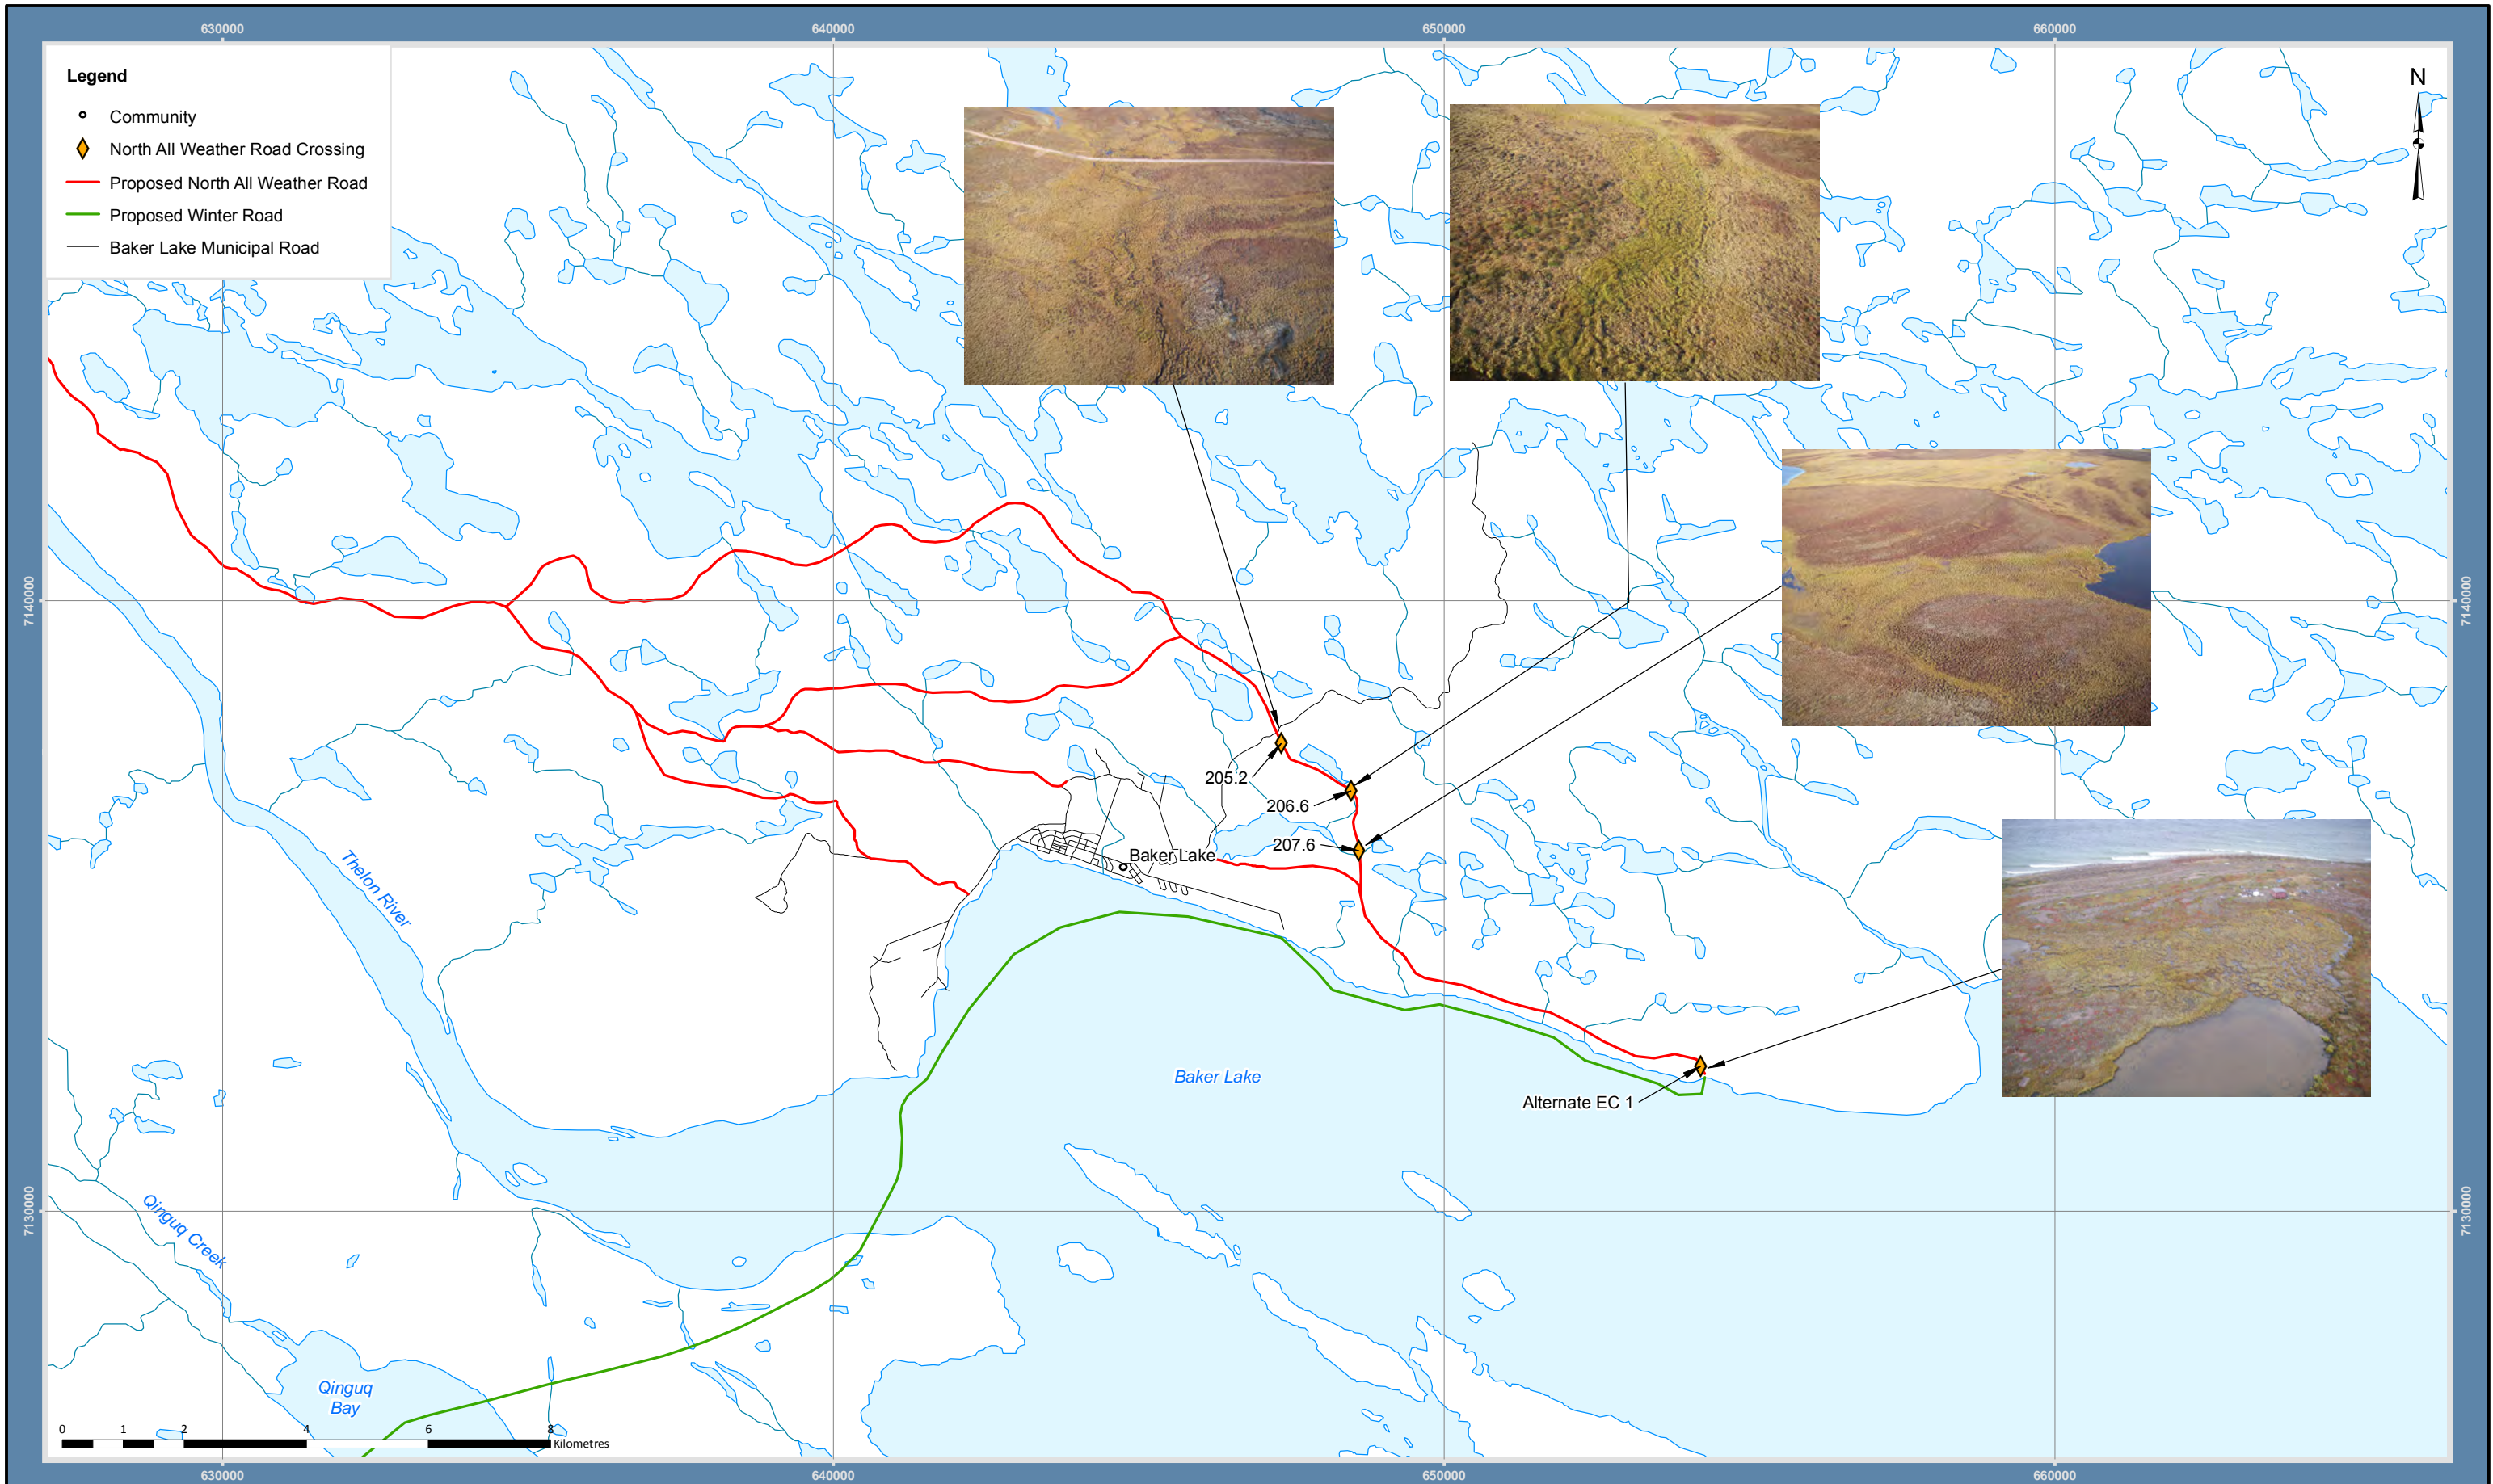 630000
640000
650000
660000
Legend
Community
North All Weather Road Crossing
Proposed North All Weather Road
Proposed Winter Road
Baker Lake Municipal Road
N
7140000
7140000
205.2
206.6
207.6
Baker Lake
Thelon River
Baker Lake
Alternate EC 1
7130000
7130000
Qinguq Creek
Qinguq
Bay
0 1 2 4 6 8
Kilometres
630000
640000
650000
660000